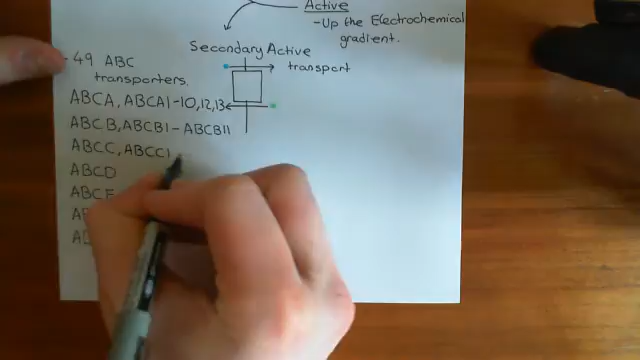 Active
-Up the Electrochemical
gradient.
Secondary Active
transport
-49 ABC
transporters.
ABCA, ABCA1-10,12,13
ABCB, ABCB1-ABCB11
ABCC, ABCC1
ABCD
ABCE